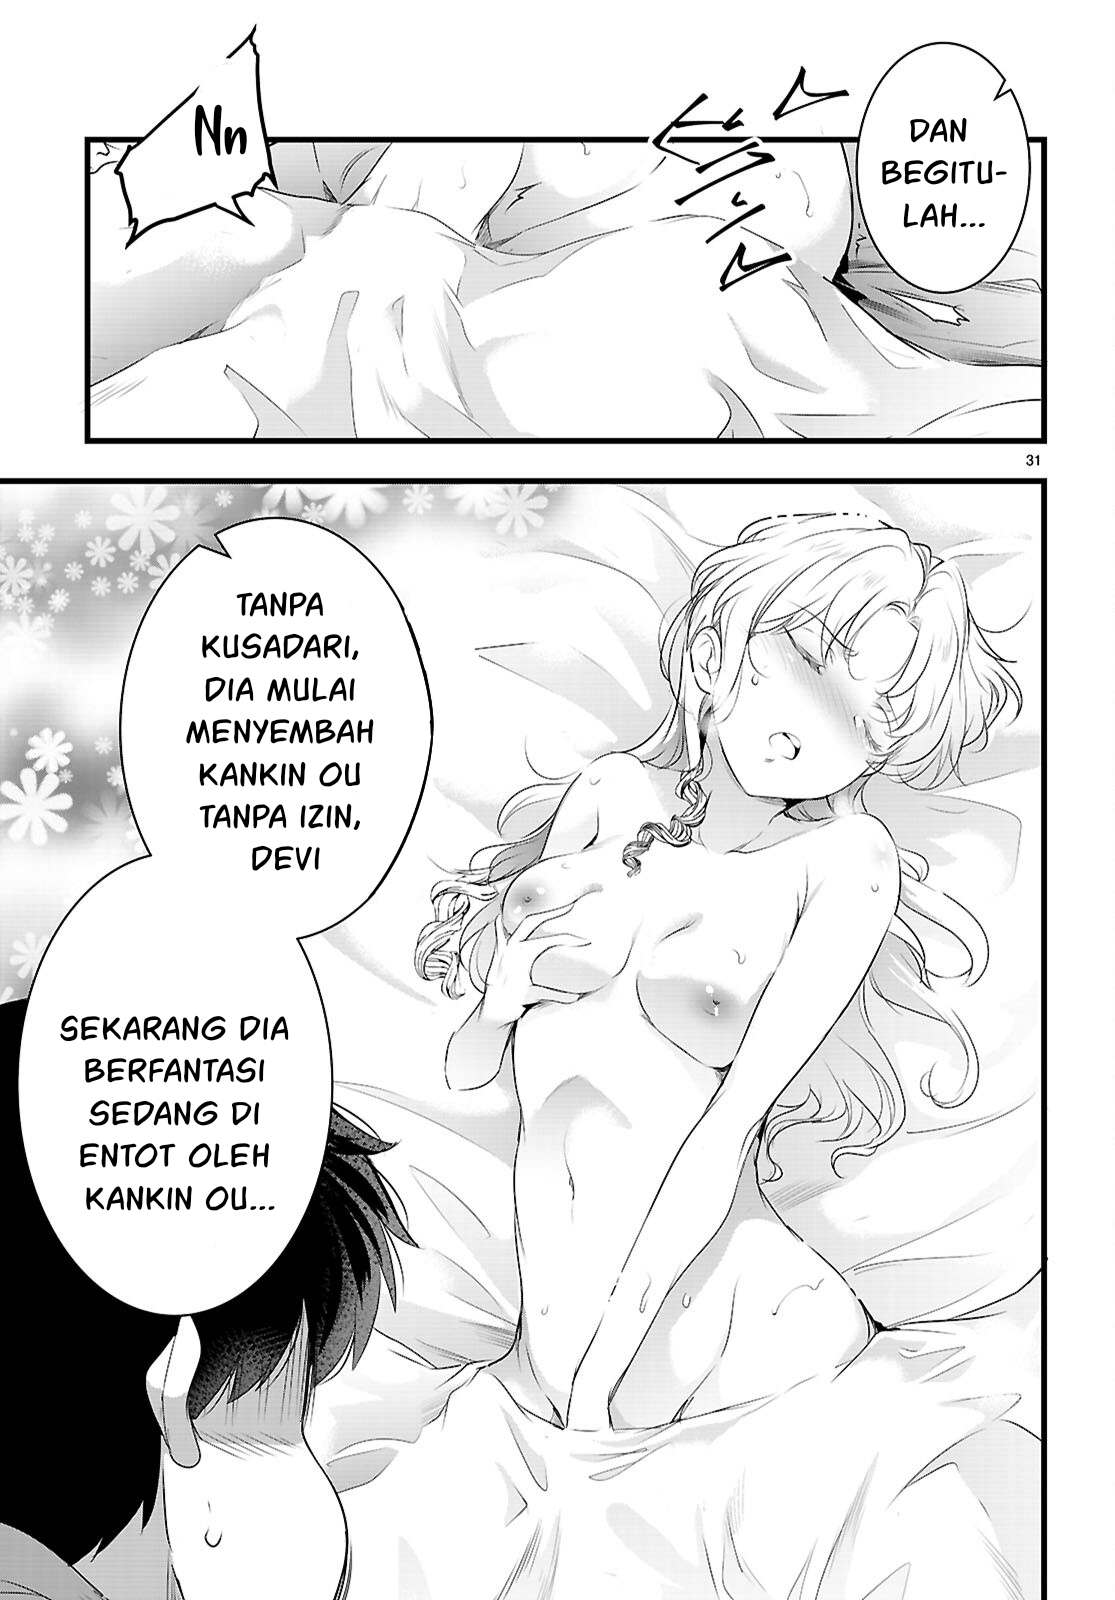 DAN
BEGITU-
LAH...
Nn
31
TANPA
KUSADARI,
DIA MULAI
MENYEMBAH
KANKIN OU
TANPA IZIN,
DEVI
SEKARANG DIA
BERFANTASI
SEDANG DI
ENTOT OLEH
KANKIN OU...